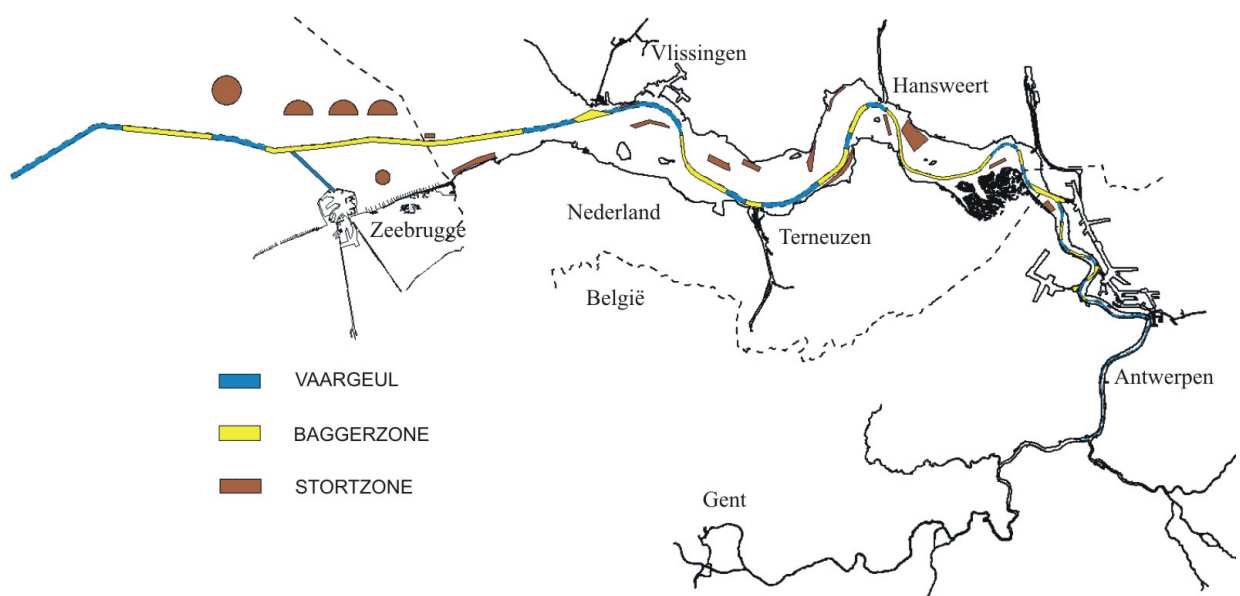 Vlissingen
Hansweert
Zeebrugge
Nederland
Terneuzen
België
Antwerpen
VAARGEUL
BAGGERZONE
STORTZONE
Gent